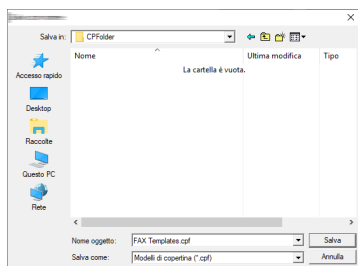 Salva in: CPFolder
Nome Ultima modifica Tipo
La cartella è vuota.
Accesso rapido
Desktop
Raccolte
Questo PC
Rete
Nome oggetto: FAX Templates.cpf Salva
Salva come: Modelli di copertina (*.cpf) Annulla